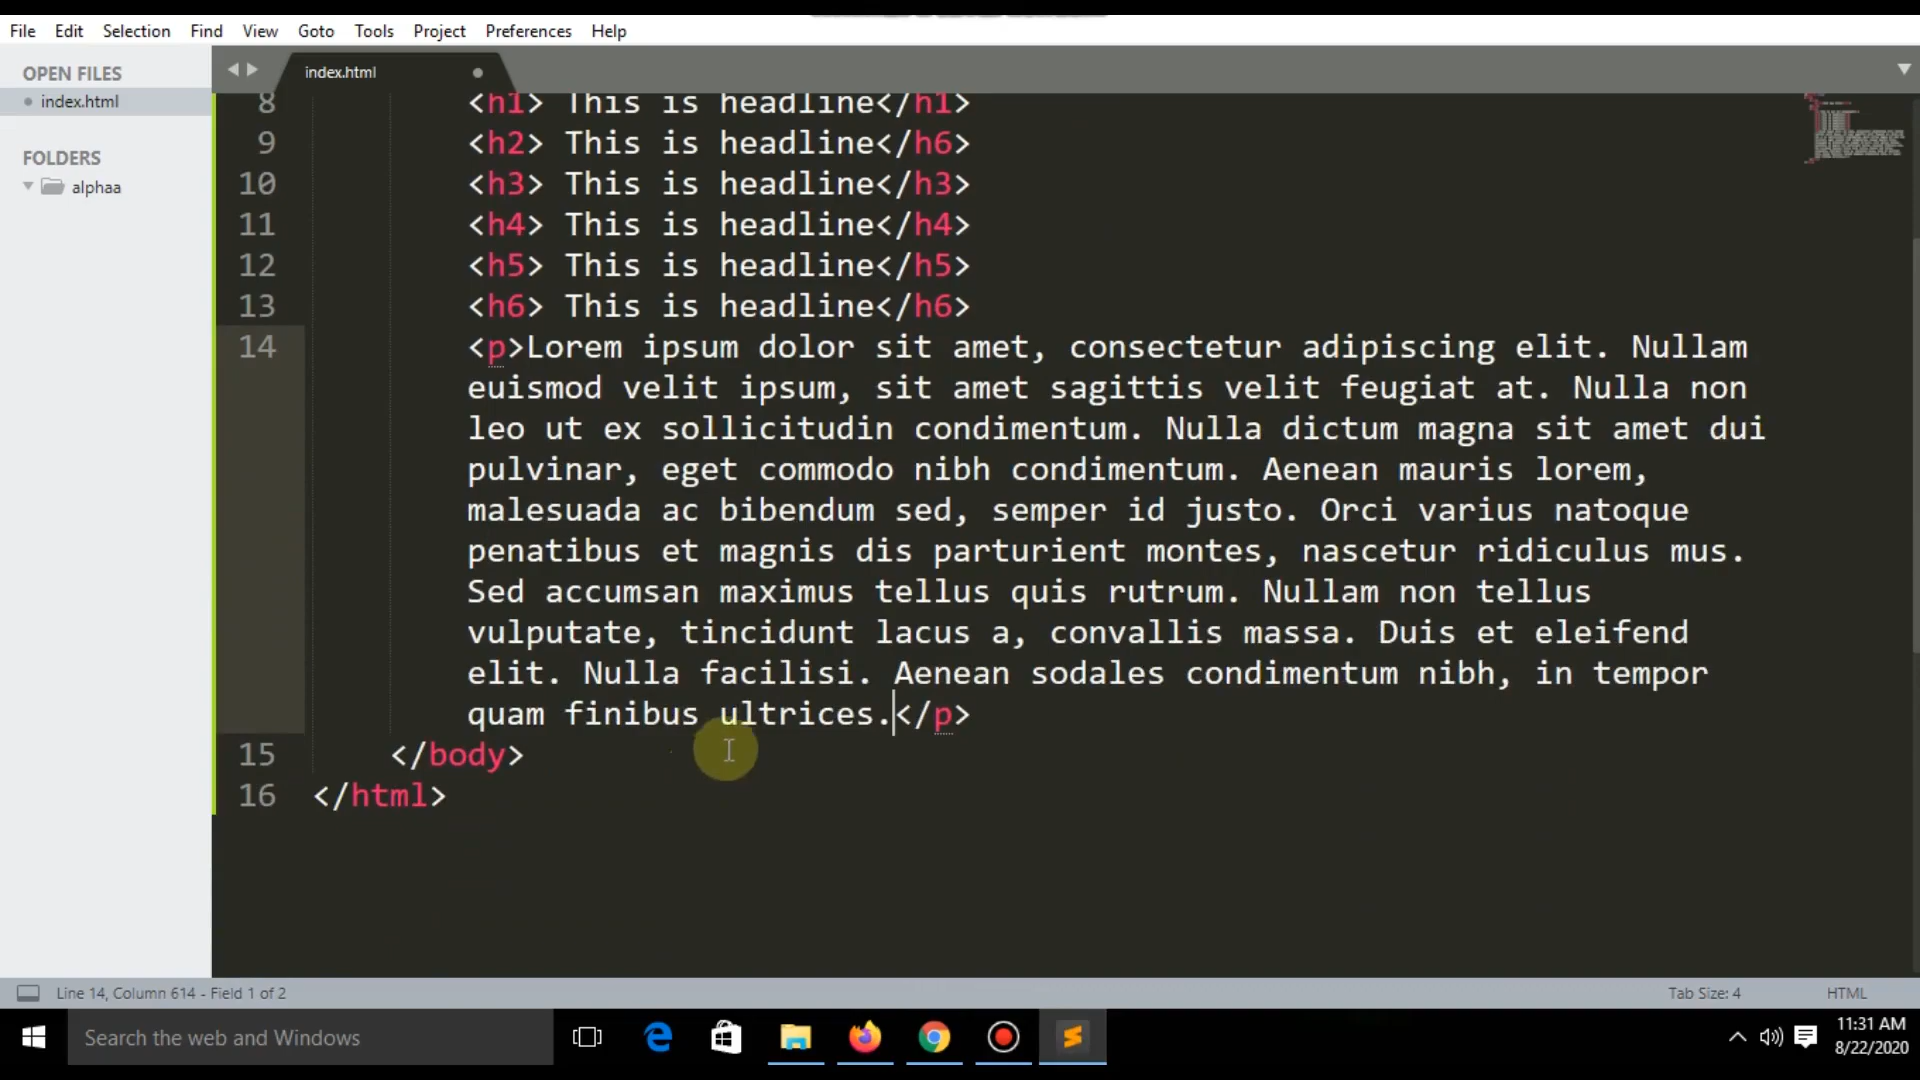 File Edit Selection Find View Goto Tools Project Preferences Help
OPEN FILES
index.html
FOLDERS
alphaa
index.html
8 <h1> This is headline</h1>
9 <h2> This is headline</h6>
10 <h3> This is headline</h3>
11 <h4> This is headline</h4>
12 <h5> This is headline</h5>
13 <h6> This is headline</h6>
14 <p>Lorem ipsum dolor sit amet, consectetur adipiscing elit. Nullam
euismod velit ipsum, sit amet sagittis velit feugiat at. Nulla non
leo ut ex sollicitudin condimentum. Nulla dictum magna sit amet dui
pulvinar, eget commodo nibh condimentum. Aenean mauris lorem,
malesuada ac bibendum sed, semper id justo. Orci varius natoque
penatibus et magnis dis parturient montes, nascetur ridiculus mus.
Sed accumsan maximus tellus quis rutrum. Nullam non tellus
vulputate, tincidunt lacus a, convallis massa. Duis et eleifend
elit. Nulla facilisi. Aenean sodales condimentum nibh, in tempor
quam finibus ultrices.</p>
15 </body>
16 </html>
Line 14, Column 614 - Field 1 of 2
Tab Size: 4
HTML
Search the web and Windows
11:31 AM
8/22/2020